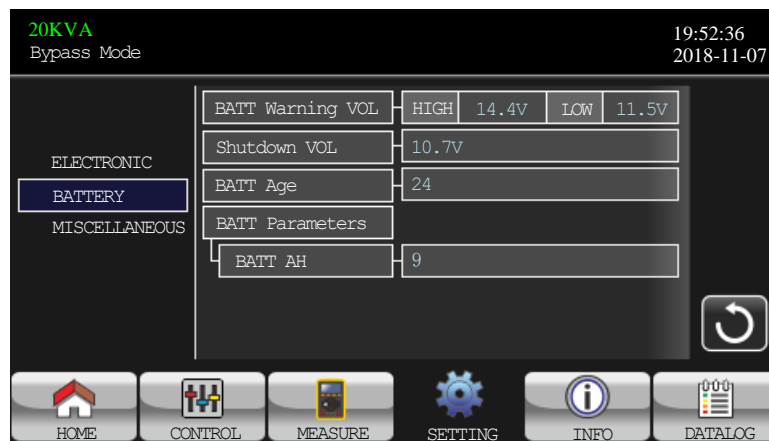 20KVA
Bypass Mode
19:52:36
2018-11-07
ELECTRONIC
BATTERY
MISCELLANEOUS
BATT Warning VOL HIGH 14.4V LOW 11.5V
Shutdown VOL 10.7V
BATT Age 24
BATT Parameters
BATT AH 9
HOME CONTROL MEASURE SETTING INFO DATALOG